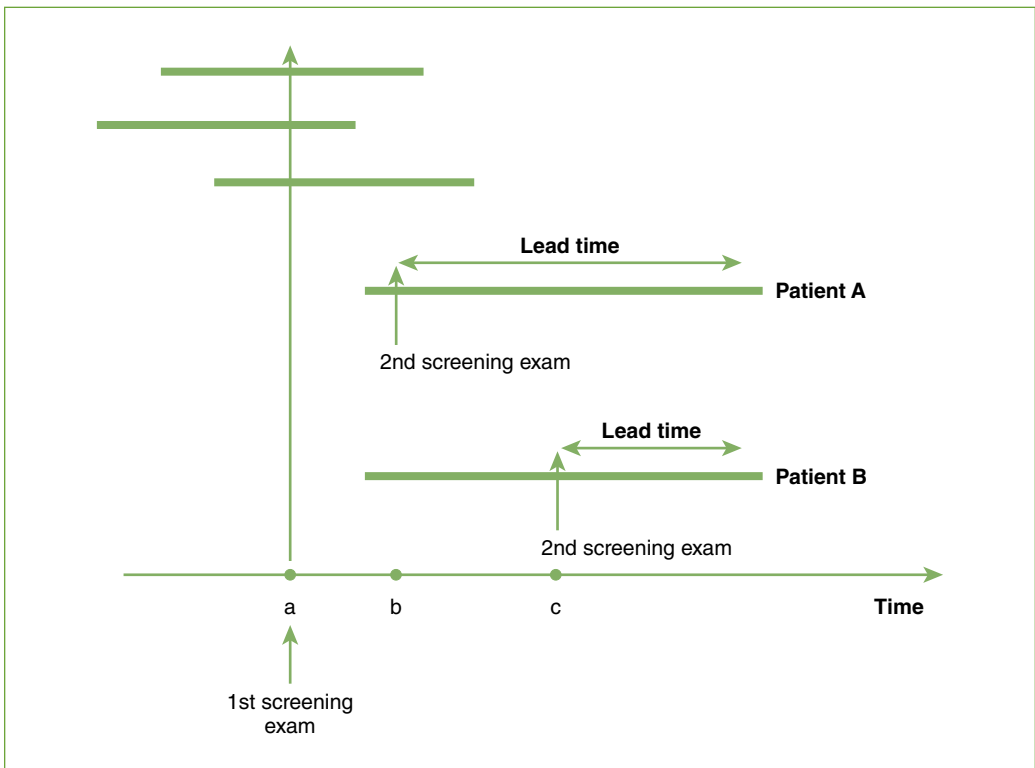 Lead time
Patient A
2nd screening exam
Lead time
Patient B
2nd screening exam
a
b
c
Time
1st screening
exam